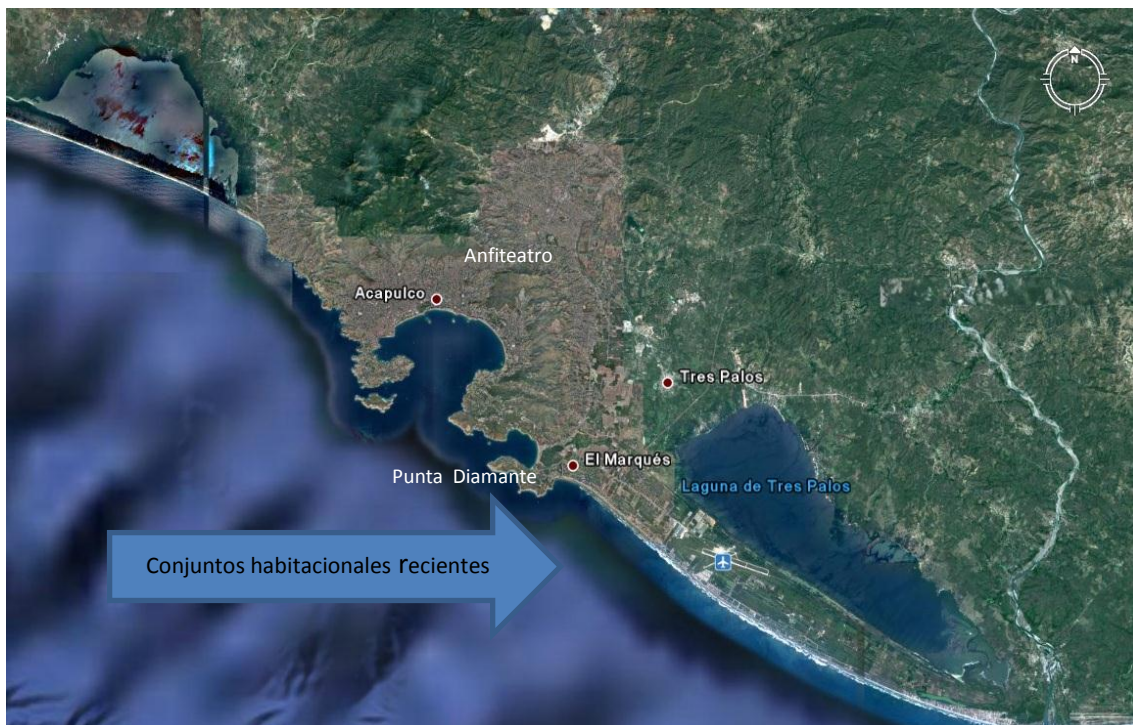 N
Anfiteatro
Acapulco
Tres Palos
El Marqués
Punta Diamante
Laguna de Tres Palos
Conjuntos habitacionales recientes